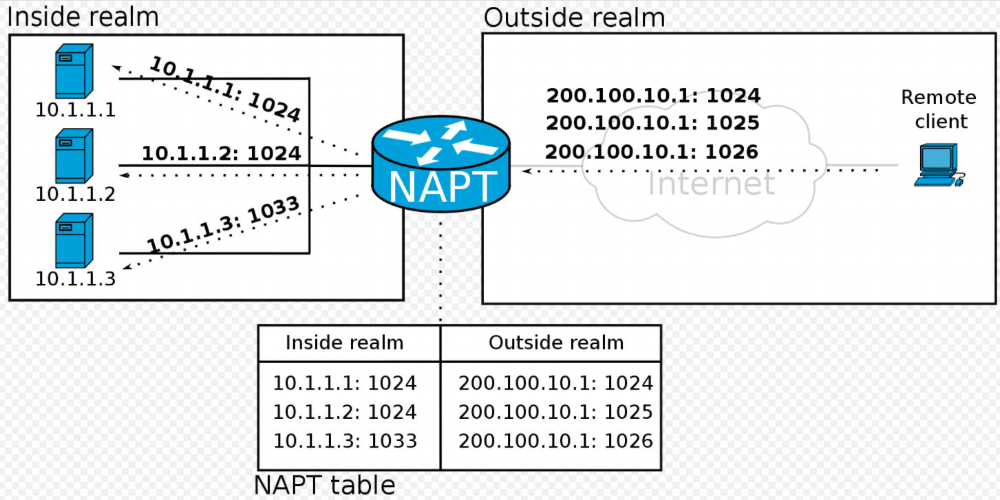 Inside realm
Outside realm
10.1.1.1: 1024
10.1.1.1
10.1.1.2: 1024
10.1.1.2
10.1.1.3: 1033
10.1.1.3
NAPT
200.100.10.1: 1024
200.100.10.1: 1025
200.100.10.1: 1026
Internet
Remote
client
Inside realm
Outside realm
10.1.1.1: 1024
200.100.10.1: 1024
10.1.1.2: 1024
200.100.10.1: 1025
10.1.1.3: 1033
200.100.10.1: 1026
NAPT table